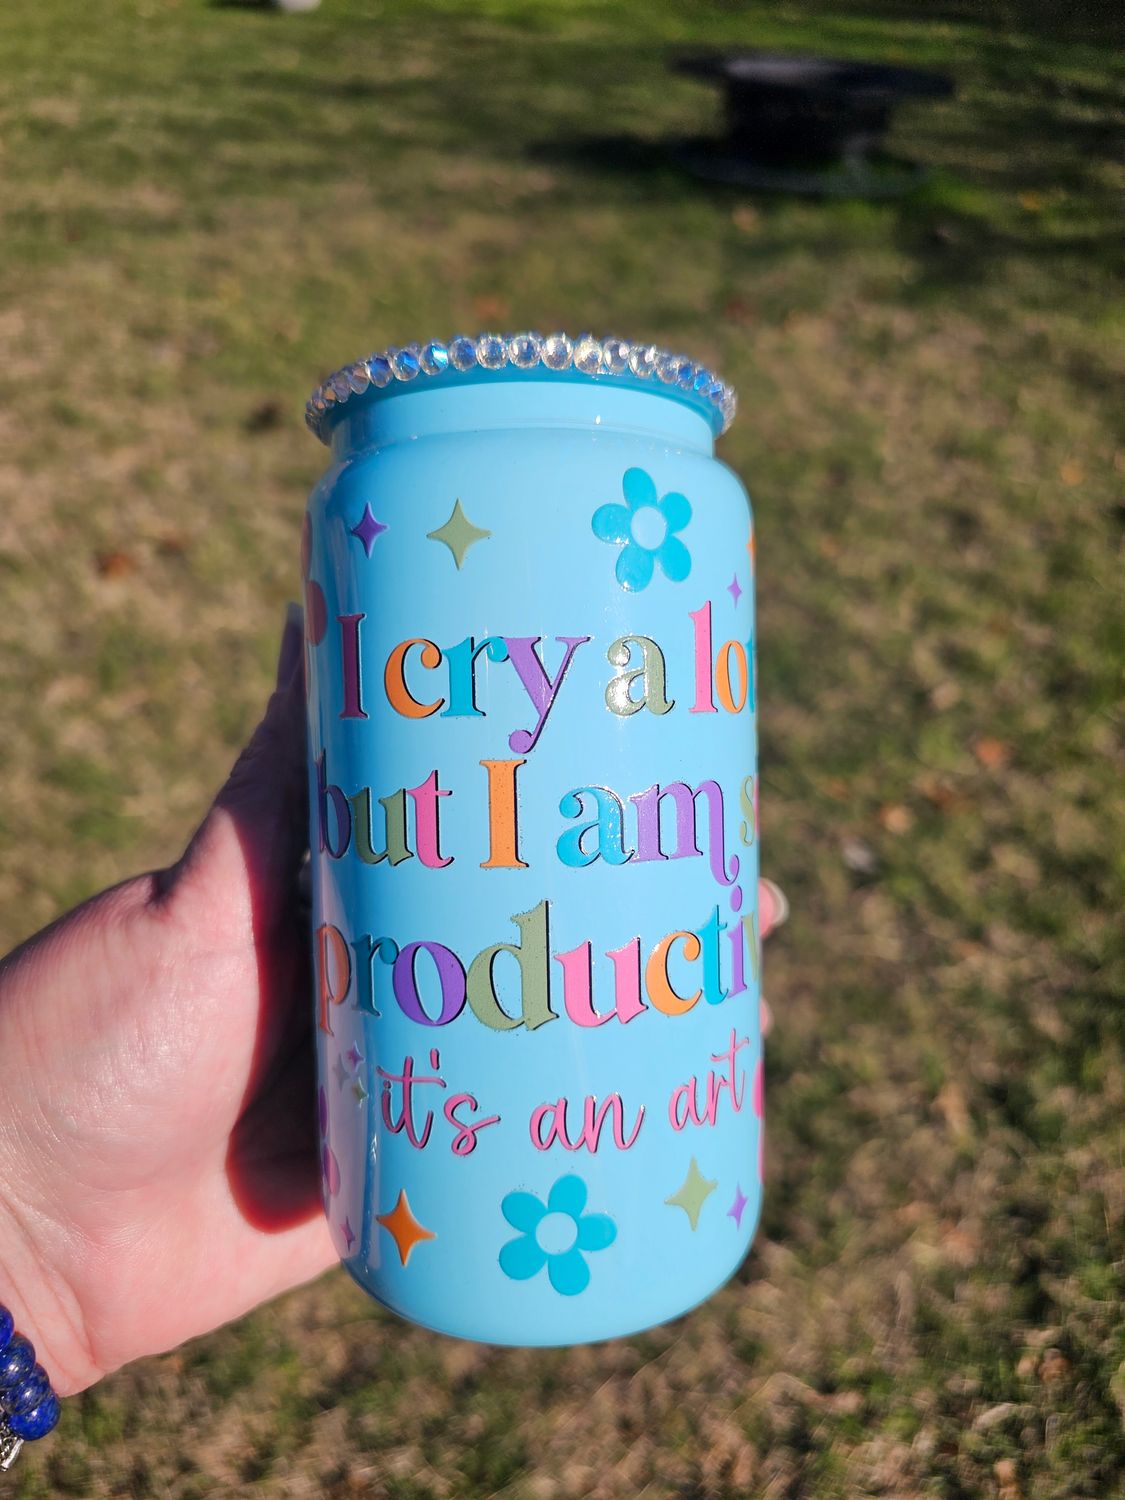 I cry a lot
but I am s
productiv
it's an art